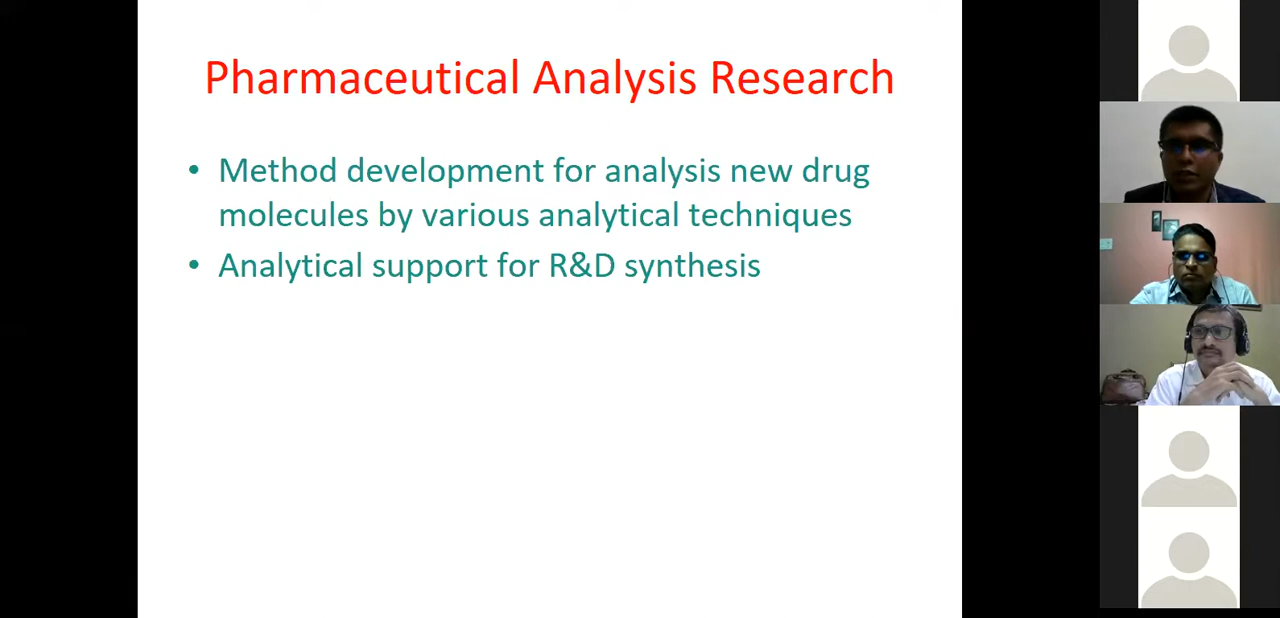 Pharmaceutical Analysis Research
• Method development for analysis new drug
molecules by various analytical techniques
• Analytical support for R&D synthesis